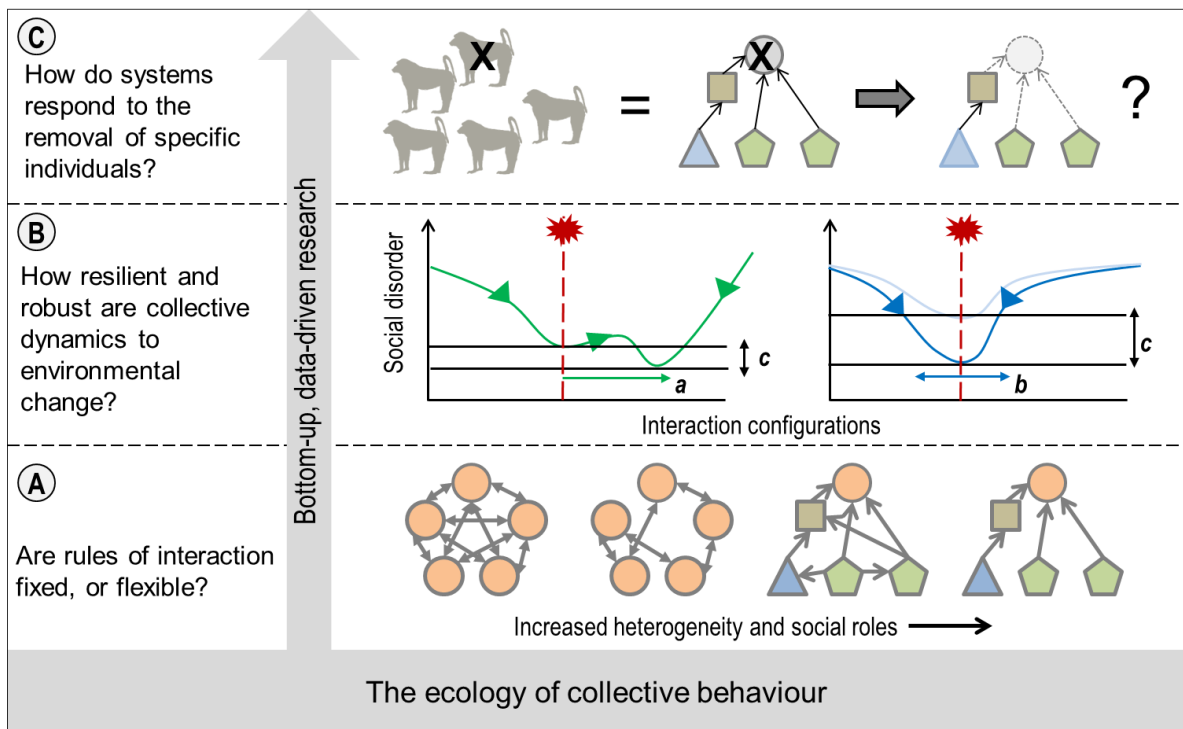 C
How do systems
respond to the
removal of specific
individuals?
X
=
X
?
B
How resilient and
robust are collective
dynamics to
environmental
change?
Social disorder
c
a
c
b
Interaction configurations
Bottom-up, data-driven research
A
Are rules of interaction
fixed, or flexible?
Increased heterogeneity and social roles
The ecology of collective behaviour